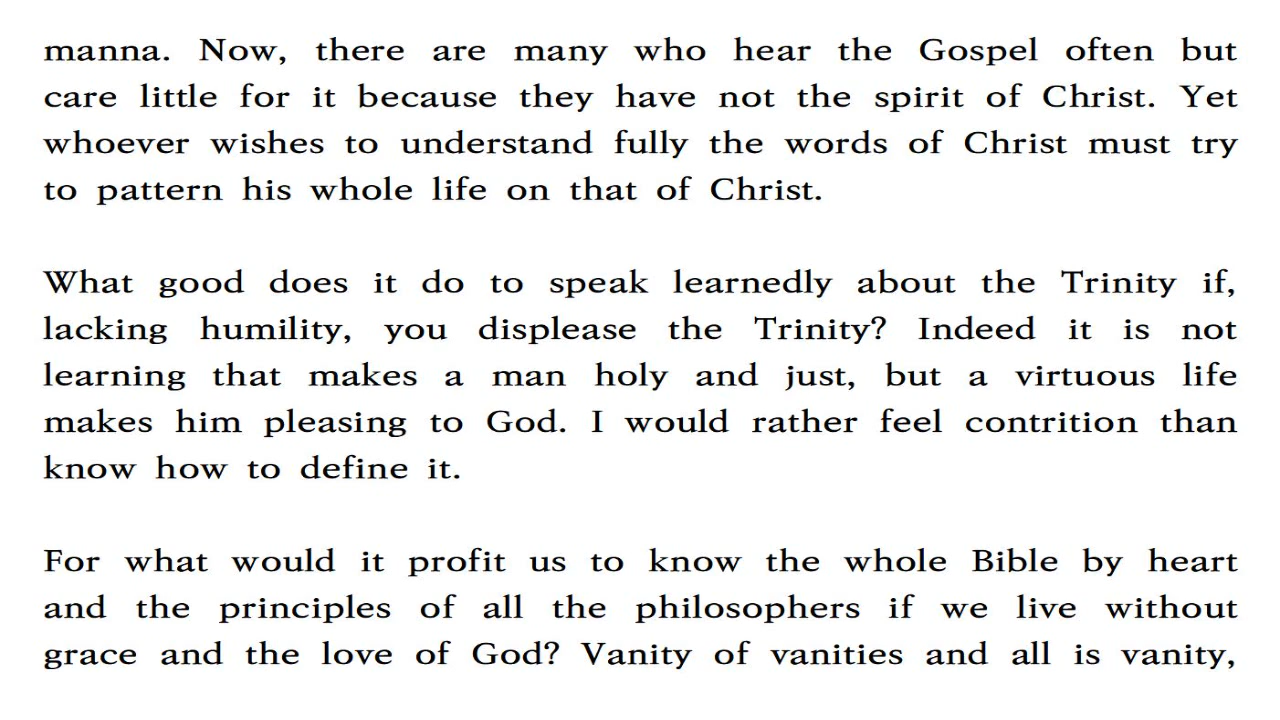 manna. Now, there are many who hear the Gospel often but
care little for it because they have not the spirit of Christ. Yet
whoever wishes to understand fully the words of Christ must try
to pattern his whole life on that of Christ.

What good does it do to speak learnedly about the Trinity if,
lacking humility, you displease the Trinity? Indeed it is not
learning that makes a man holy and just, but a virtuous life
makes him pleasing to God. I would rather feel contrition than
know how to define it.

For what would it profit us to know the whole Bible by heart
and the principles of all the philosophers if we live without
grace and the love of God? Vanity of vanities and all is vanity,